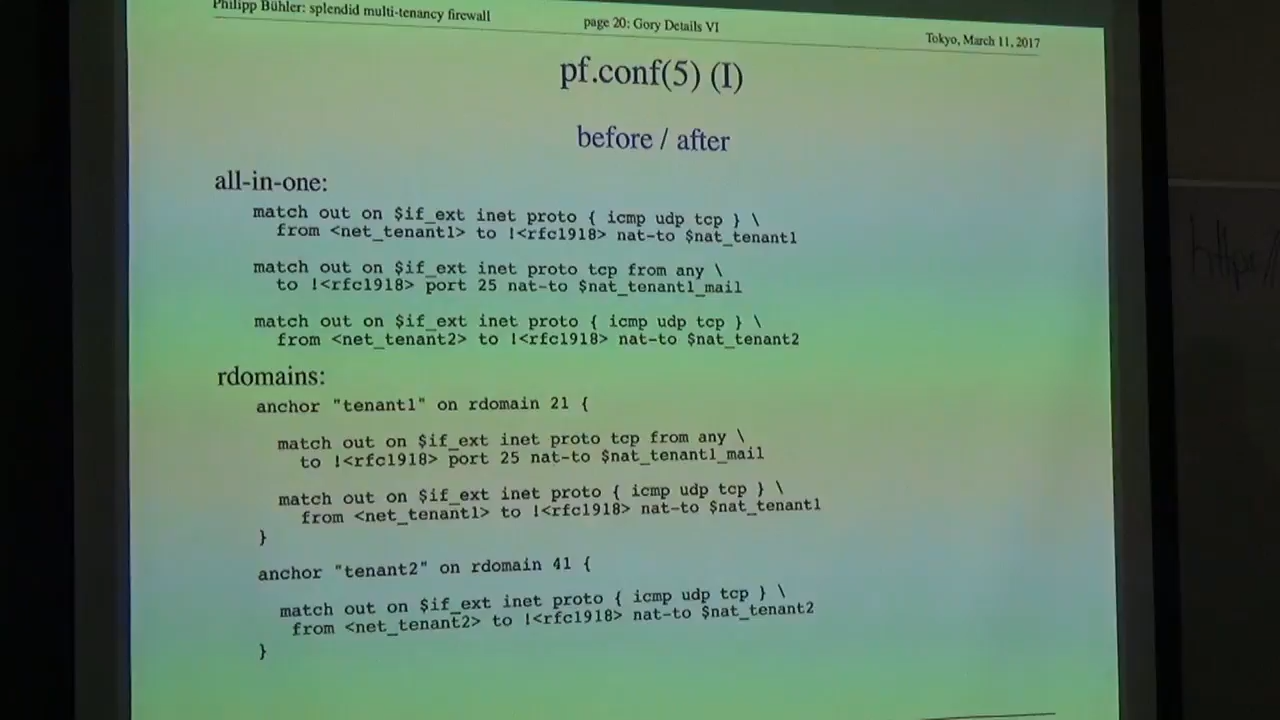 Philipp Bühler: splendid multi-tenancy firewall
page 20: Gory Details VI
Tokyo, March 11, 2017
pf.conf(5) (I)
before / after
all-in-one:
match out on $if_ext inet proto { icmp udp tcp } \
from <net_tenant1> to !<rfc1918> nat-to $nat_tenant1
match out on $if_ext inet proto tcp from any \
to !<rfc1918> port 25 nat-to $nat_tenant1_mail
match out on $if_ext inet proto { icmp udp tcp } \
from <net_tenant2> to !<rfc1918> nat-to $nat_tenant2
rdomains:
anchor "tenant1" on rdomain 21 {
match out on $if_ext inet proto tcp from any \
to !<rfc1918> port 25 nat-to $nat_tenant1_mail
match out on $if_ext inet proto { icmp udp tcp } \
from <net_tenant1> to !<rfc1918> nat-to $nat_tenant1
}
anchor "tenant2" on rdomain 41 {
match out on $if_ext inet proto { icmp udp tcp } \
from <net_tenant2> to !<rfc1918> nat-to $nat_tenant2
}